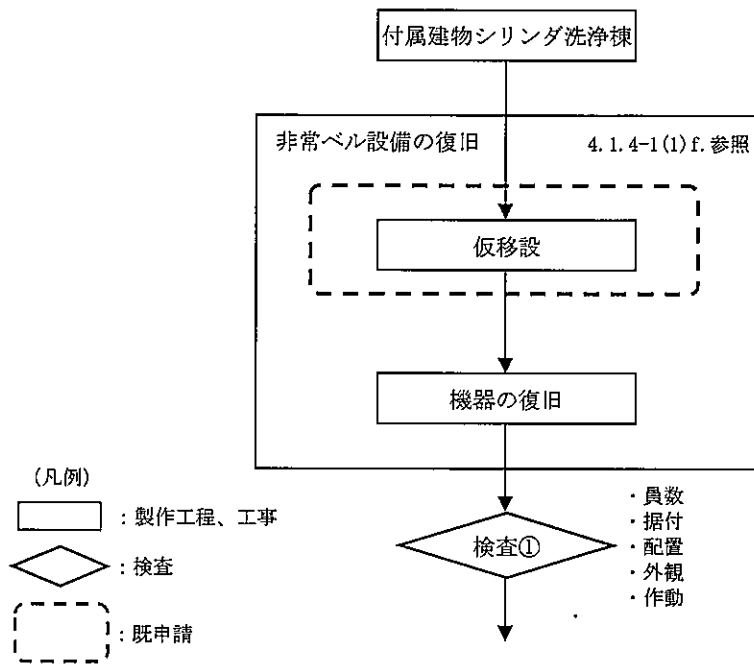 付属建物シリンダ洗浄棟
非常ベル設備の復旧 4.1.4-1(1)f.参照
仮移設
機器の復旧
(凡例)
：製作工程、工事
：検査
：既申請
検査①
・員数
・据付
・配置
・外観
・作動